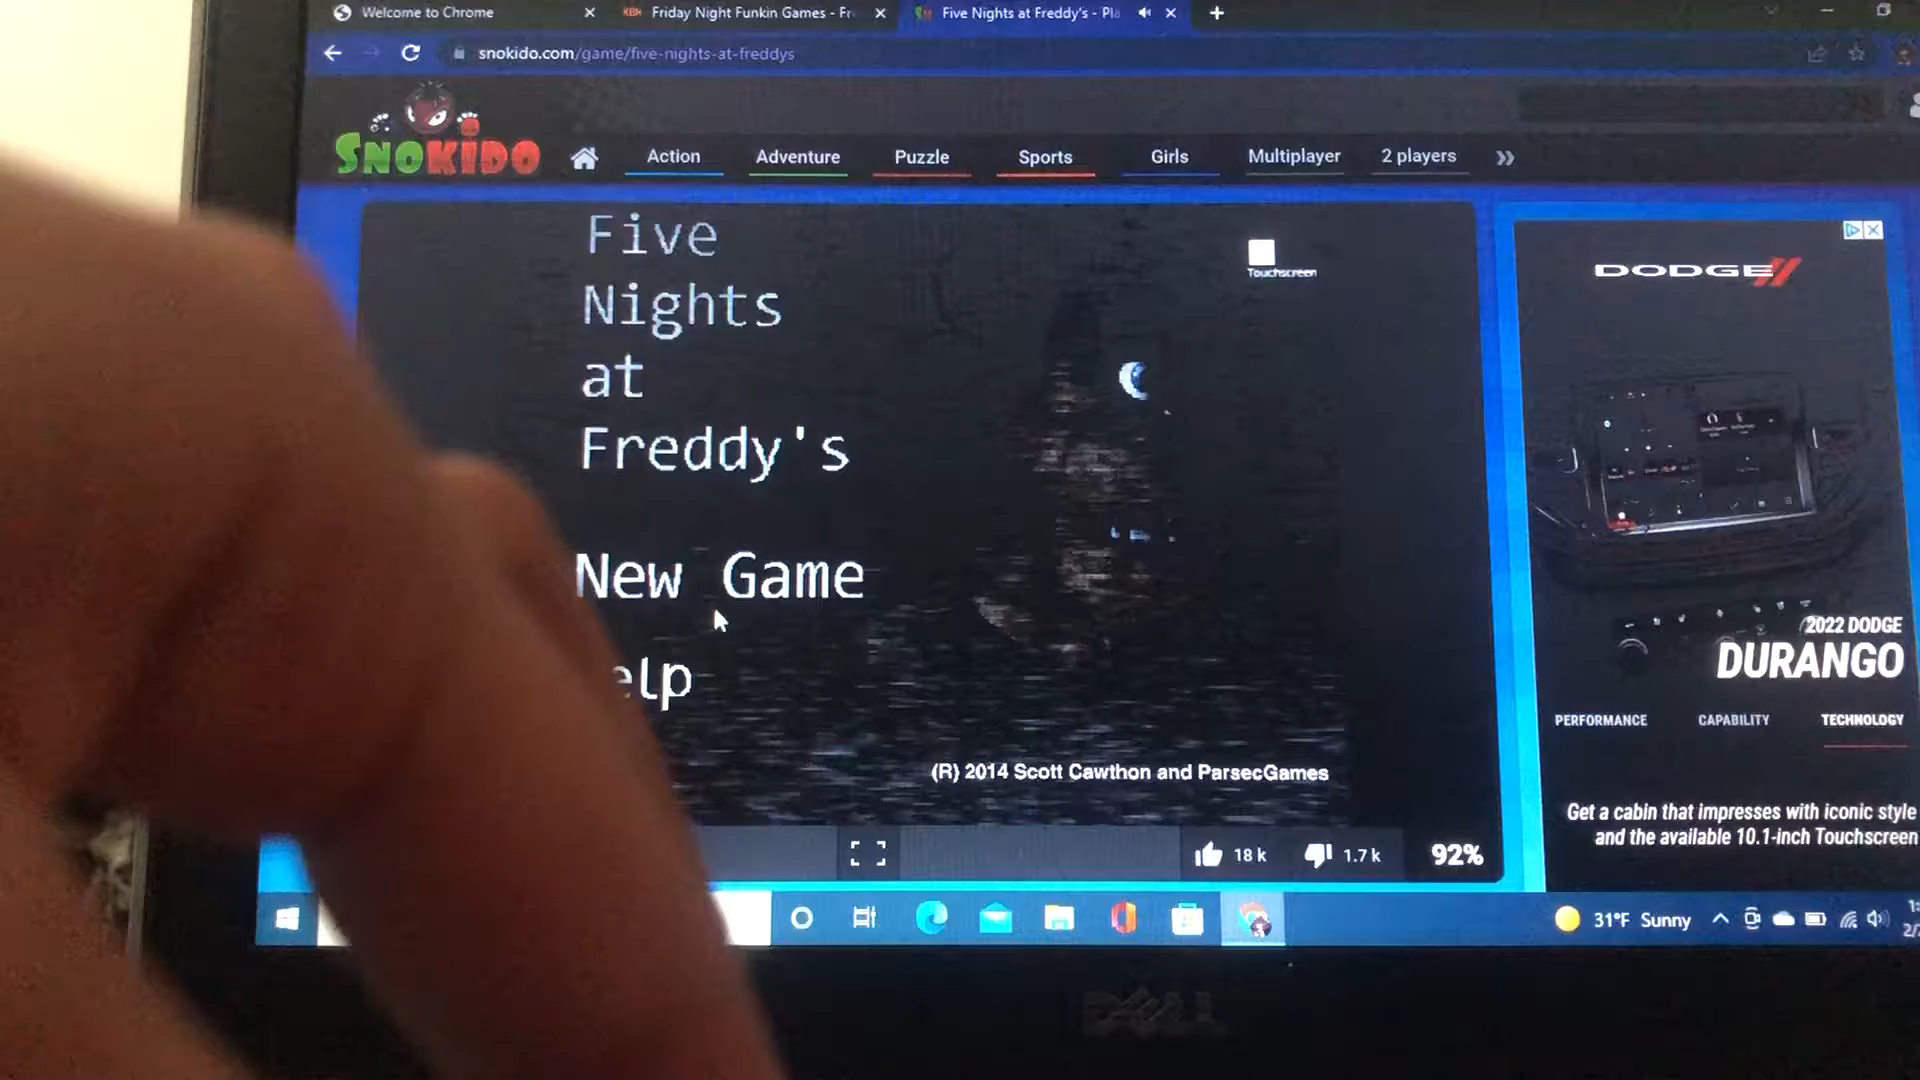 Welcome to Chrome
Friday Night Funkin Games - Fr
Five Nights at Freddy's - Pla
snokido.com/game/five-nights-at-freddys
SNOKIDO
Action
Adventure
Puzzle
Sports
Girls
Multiplayer
2 players
Five
Nights
at
Freddy's
Touchscreen
New Game
elp
(R) 2014 Scott Cawthon and ParsecGames
18 k
1.7 k
92%
DODGE
2022 DODGE
DURANGO
PERFORMANCE
CAPABILITY
TECHNOLOGY
Get a cabin that impresses with iconic style
and the available 10.1-inch Touchscreen
31°F Sunny
DELL